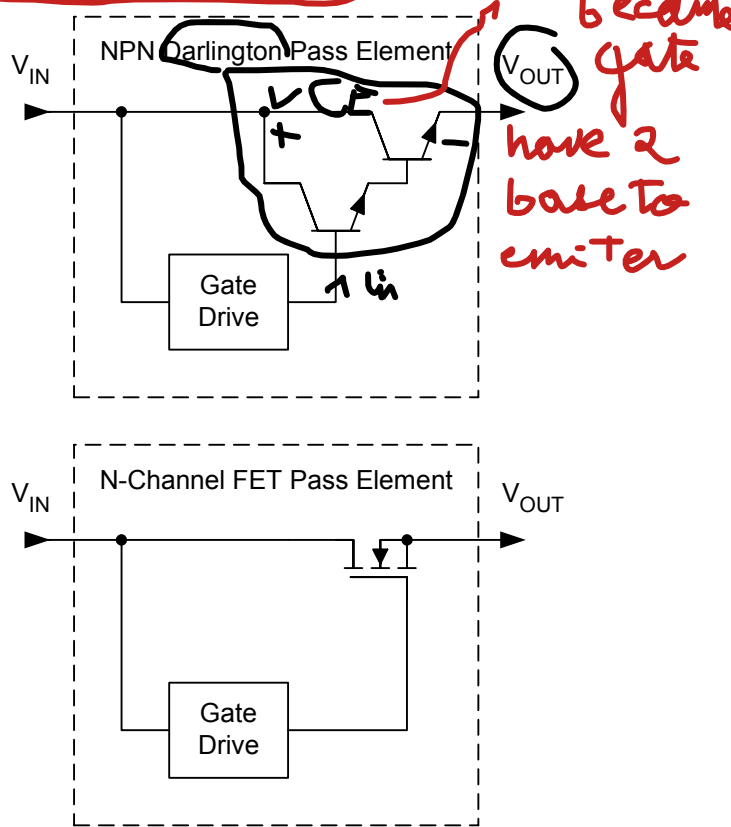 became
NPN Darlington Pass Element
VIN
VOUT
gate
VCE
+
-
have 2
base to
emiter
Gate
Drive
N-Channel FET Pass Element
VIN
VOUT
Gate
Drive